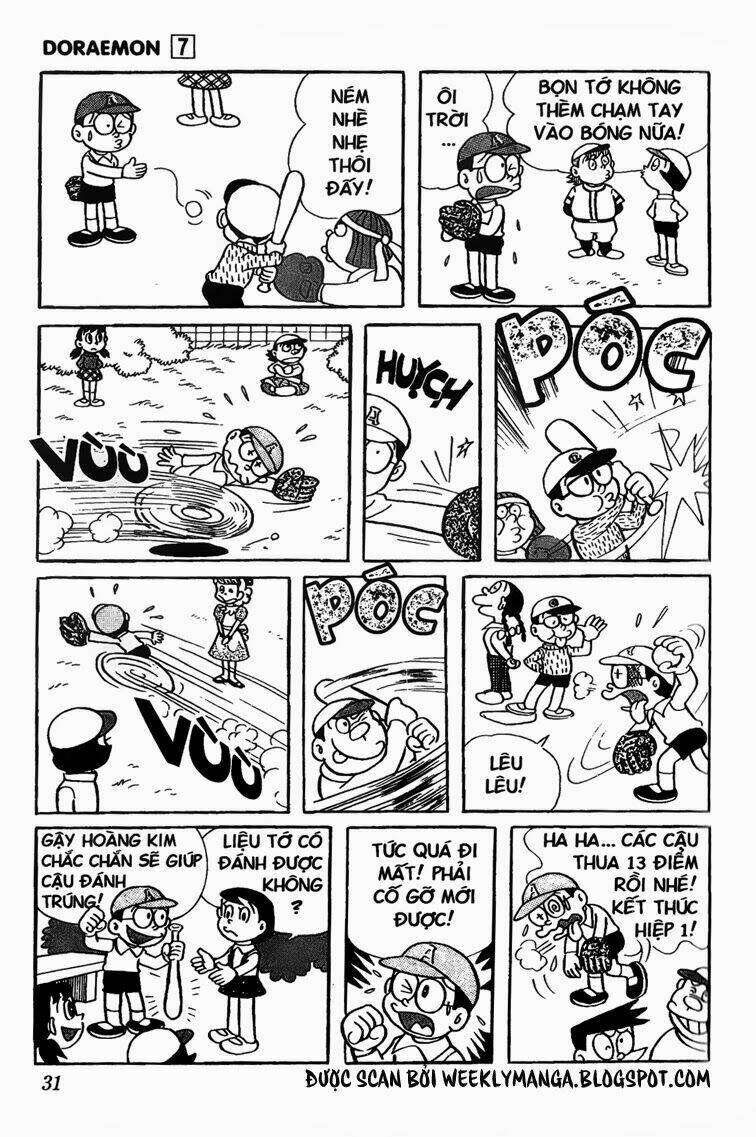 DORAEMON 7
BỌN TỚ KHÔNG
THÈM CHẠM TAY
VÀO BÓNG NỮA!
ÔI
TRỜI
...
NÉM
NHÈ
NHẸ
THÔI
ĐẤY!
PÓC
HUỴCH
VÙÙ
LÊU
LÊU!
PÓC
VÙÙ
HA HA... CÁC CẬU
THUA 13 ĐIỂM
RỒI NHÉ!
KẾT THÚC
HIỆP 1!
TỨC QUÁ ĐI
MẤT! PHẢI
CỐ GỠ MỚI
ĐƯỢC!
LIỆU TỚ CÓ
ĐÁNH ĐƯỢC
KHÔNG
?
GẬY HOÀNG KIM
CHẮC CHẮN SẼ GIÚP
CẬU ĐÁNH
TRÚNG!
31
ĐƯỢC SCAN BỞI WEEKLYMANGA.BLOGSPOT.COM